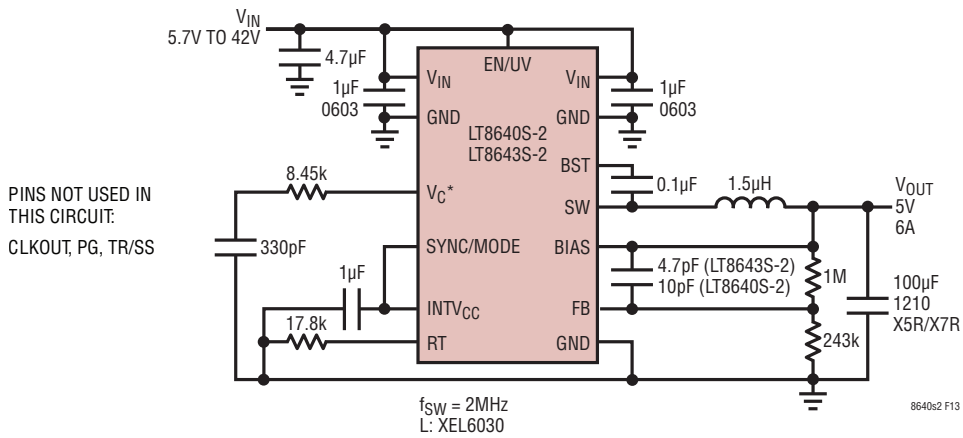 VIN
5.7V TO 42V
4.7µF
1µF
0603
VIN
GND
EN/UV
VIN
GND
1µF
0603
LT8640S-2
LT8643S-2
BST
0.1µF
1.5µH
SW
VOUT
5V
6A
PINS NOT USED IN
THIS CIRCUIT:
CLKOUT, PG, TR/SS
8.45k
VC*
330pF
SYNC/MODE
BIAS
4.7pF (LT8643S-2)
10pF (LT8640S-2)
1M
100µF
1210
X5R/X7R
1µF
INTVCC
FB
17.8k
RT
GND
243k
fSW = 2MHz
L: XEL6030
8640s2 F13